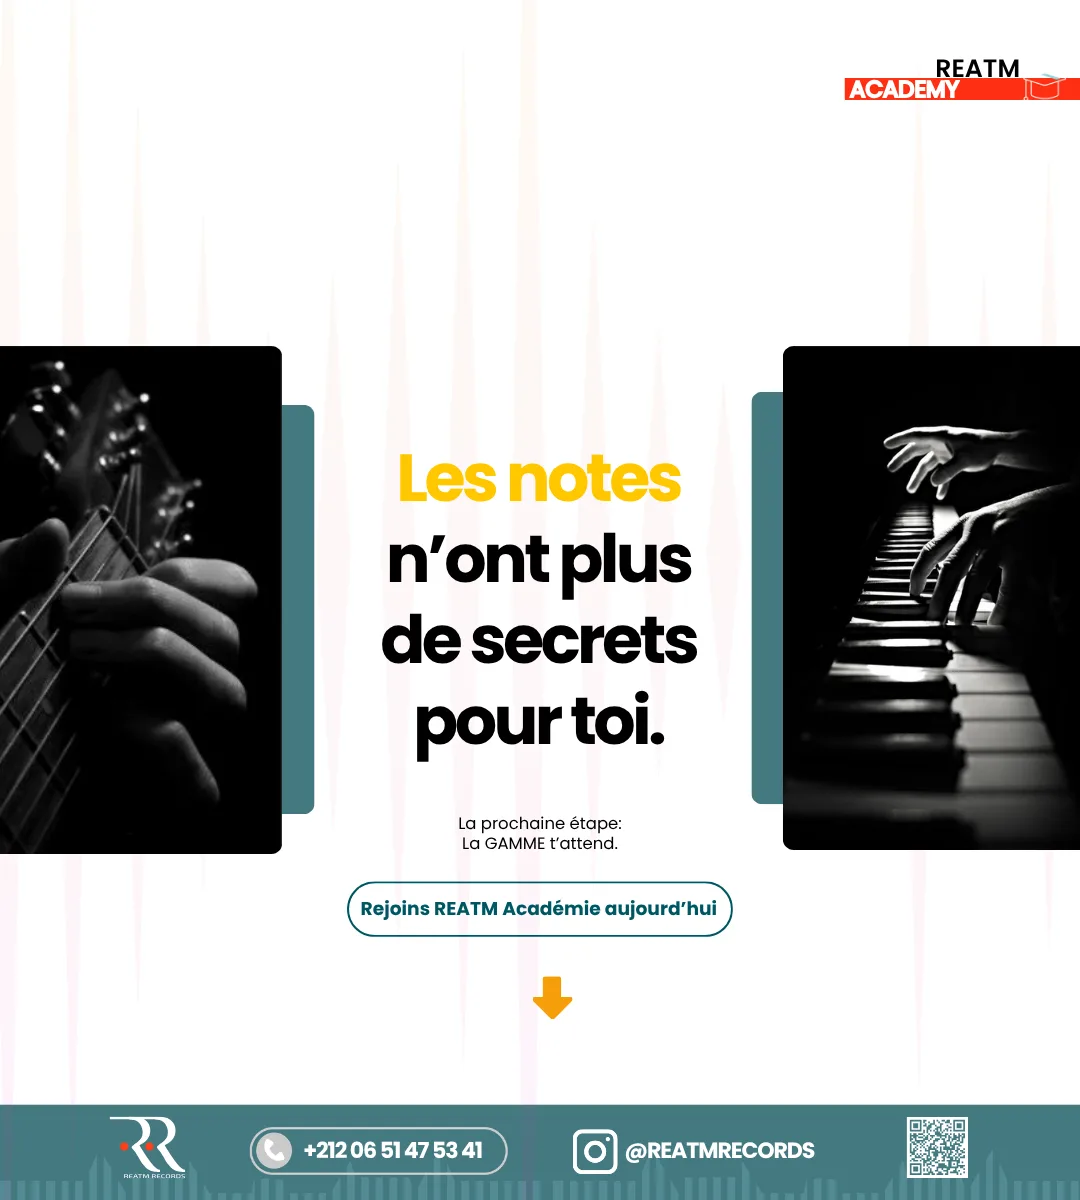 REATM
ACADEMY
Les notes
n’ont plus
de secrets
pour toi.
La prochaine étape:
La GAMME t’attend.
Rejoins REATM Académie aujourd’hui
RR
REATM RECORDS
+212 06 51 47 53 41
@REATMRECORDS